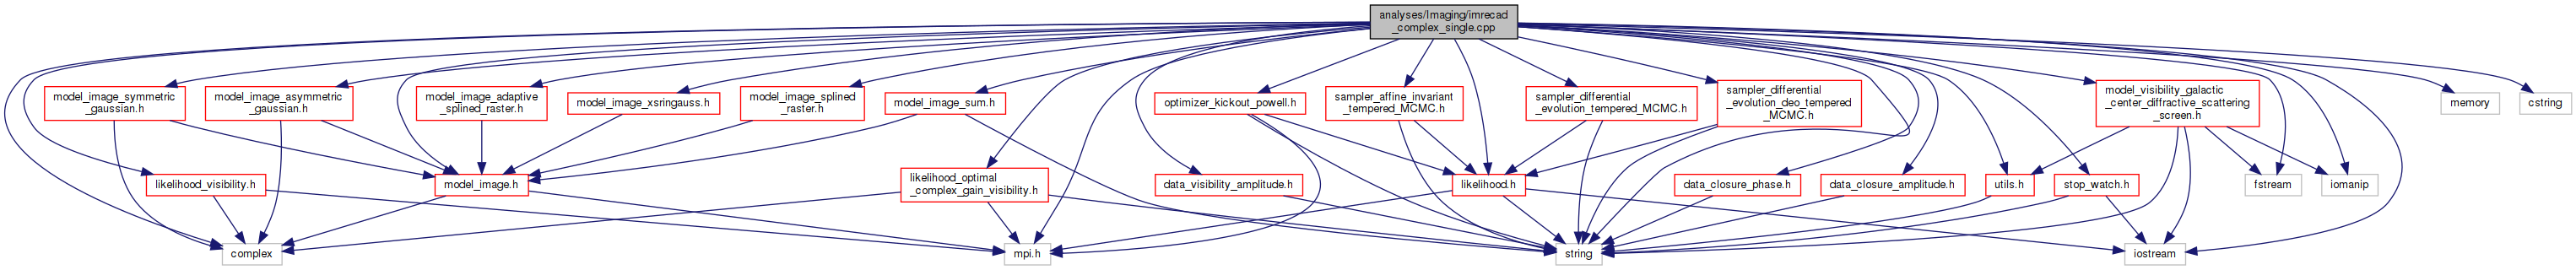 analyses/Imaging/imrecad
_complex_single.cpp
model_image_symmetric
_gaussian.h
model_image_asymmetric
_gaussian.h
model_image_adaptive
_splined_raster.h
model_image_xsringauss.h
model_image_splined
_raster.h
model_image_sum.h
optimizer_kickout_powell.h
sampler_affine_invariant
_tempered_MCMC.h
sampler_differential
_evolution_tempered_MCMC.h
sampler_differential
_evolution_deo_tempered
_MCMC.h
model_visibility_galactic
_center_diffractive_scattering
_screen.h
memory
cstring
likelihood_visibility.h
model_image.h
likelihood_optimal
_complex_gain_visibility.h
data_visibility_amplitude.h
likelihood.h
data_closure_phase.h
data_closure_amplitude.h
utils.h
stop_watch.h
fstream
iomanip
complex
mpi.h
string
iostream